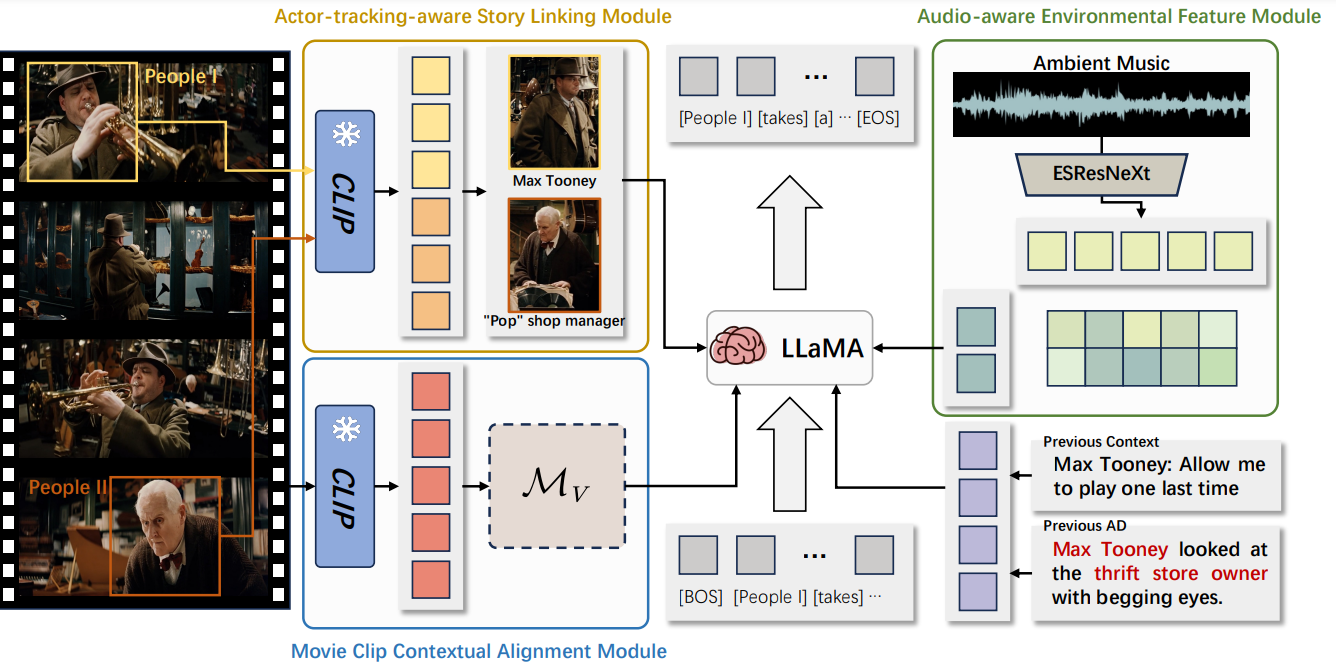 Actor-tracking-aware Story Linking Module
Audio-aware Environmental Feature Module
People I
CLIP
Max Tooney
"Pop" shop manager
...
[People I] [takes] [a] ··· [EOS]
Ambient Music
ESResNeXt
LLaMA
People II
CLIP
M_V
...
[BOS] [People I] [takes] ···
Previous Context
Max Tooney: Allow me
to play one last time
Previous AD
Max Tooney looked at
the thrift store owner
with begging eyes.
Movie Clip Contextual Alignment Module